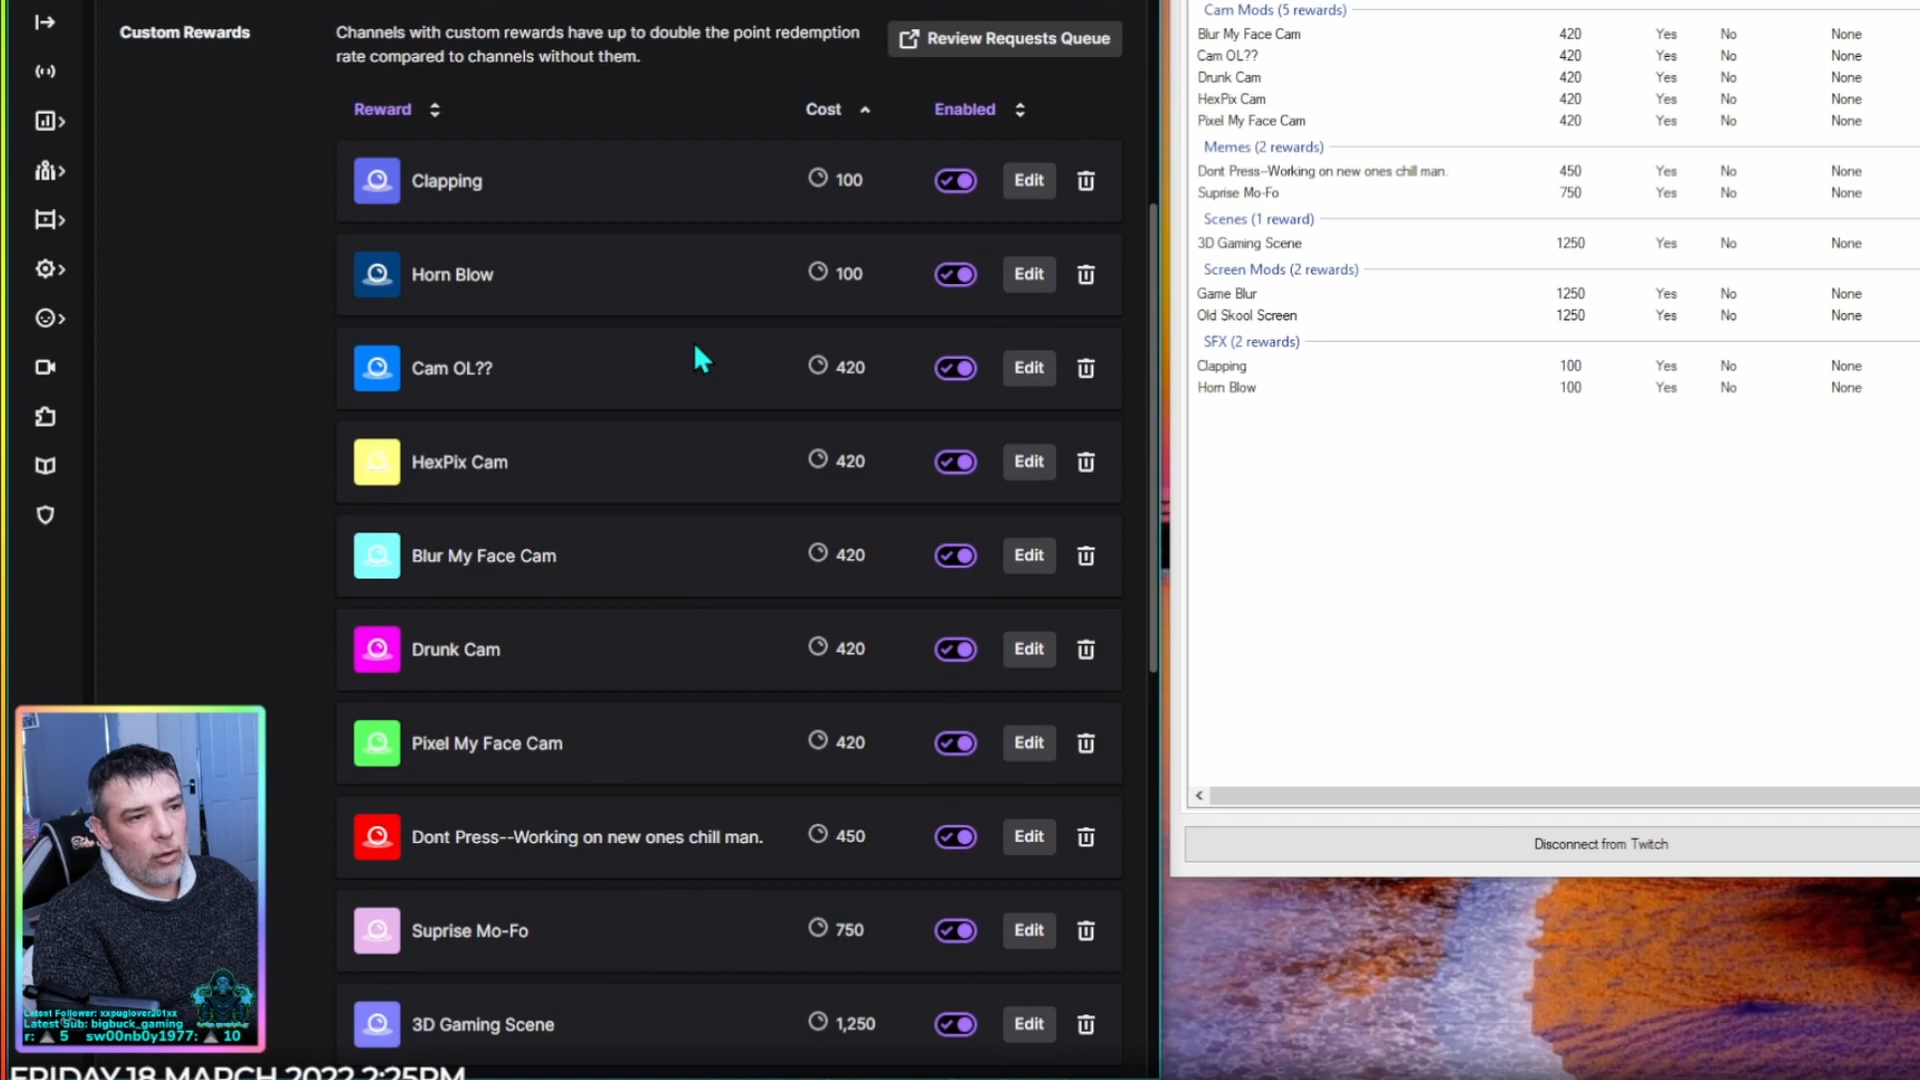 Custom Rewards
Channels with custom rewards have up to double the point redemption
rate compared to channels without them.
Review Requests Queue
Reward Cost Enabled
Clapping 100 Edit
Horn Blow 100 Edit
Cam OL?? 420 Edit
HexPix Cam 420 Edit
Blur My Face Cam 420 Edit
Drunk Cam 420 Edit
Pixel My Face Cam 420 Edit
Dont Press--Working on new ones chill man. 450 Edit
Suprise Mo-Fo 750 Edit
3D Gaming Scene 1,250 Edit
Cam Mods (5 rewards)
Blur My Face Cam 420 Yes No None
Cam OL?? 420 Yes No None
Drunk Cam 420 Yes No None
HexPix Cam 420 Yes No None
Pixel My Face Cam 420 Yes No None
Memes (2 rewards)
Dont Press--Working on new ones chill man. 450 Yes No None
Suprise Mo-Fo 750 Yes No None
Scenes (1 reward)
3D Gaming Scene 1250 Yes No None
Screen Mods (2 rewards)
Game Blur 1250 Yes No None
Old Skool Screen 1250 Yes No None
SFX (2 rewards)
Clapping 100 Yes No None
Horn Blow 100 Yes No None
Disconnect from Twitch
Latest Follower: xxpuglover201xx
Latest Sub: bigbuck_gaming
r: 5 sw00nb0y1977: 10
FRIDAY 18 MARCH 2022 2:25PM